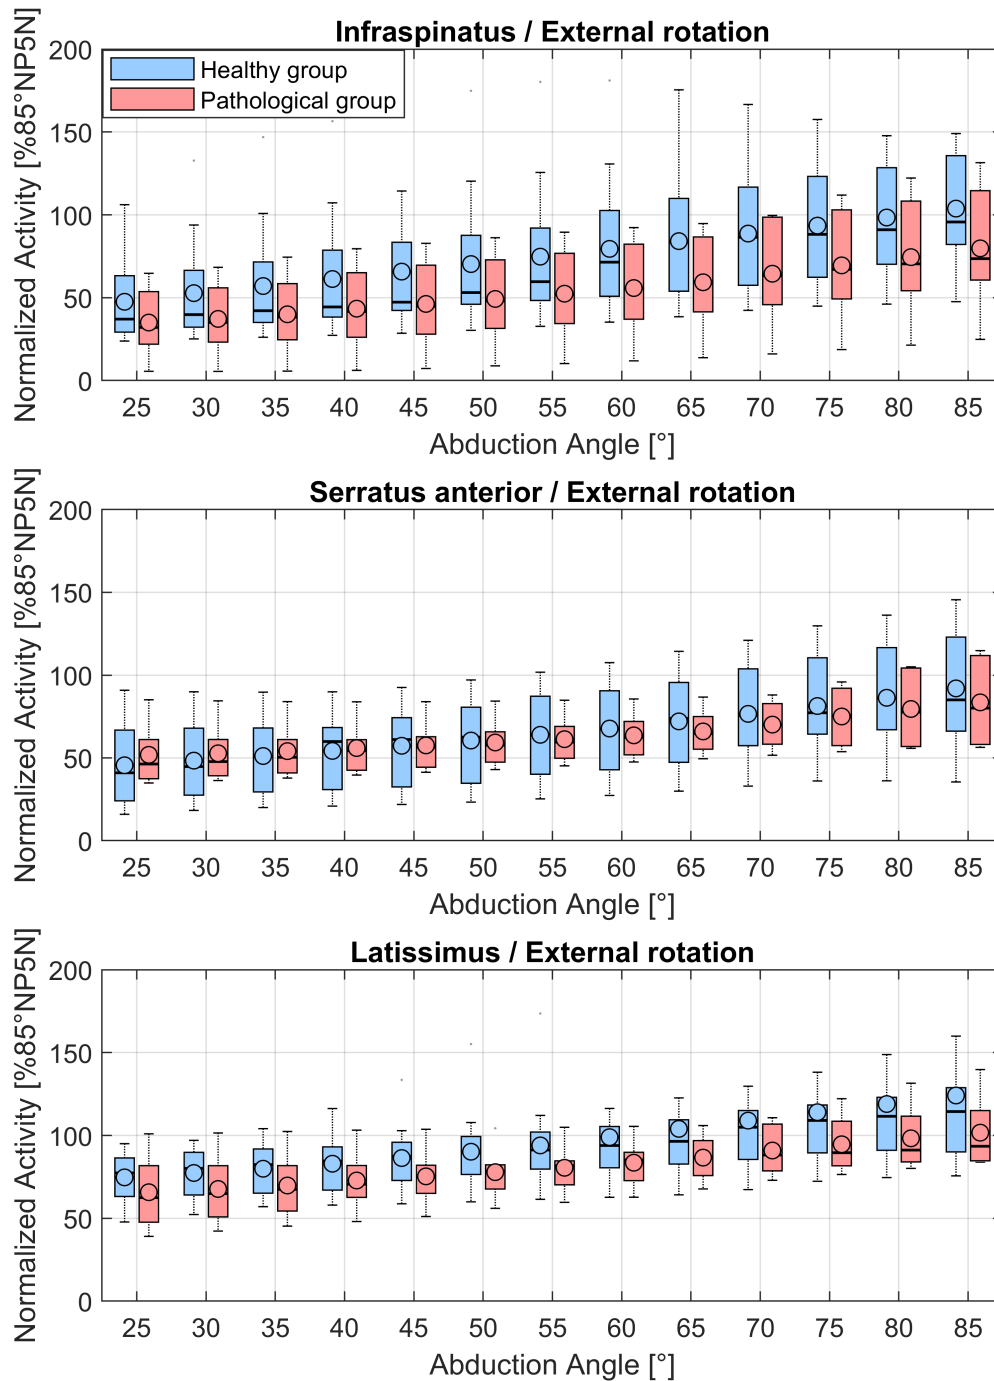 Infraspinatus / External rotation
Normalized Activity [%85°NP5N]
200
150
100
50
0
Healthy group
Pathological group
25 30 35 40 45 50 55 60 65 70 75 80 85
Abduction Angle [°]
Serratus anterior / External rotation
Normalized Activity [%85°NP5N]
200
150
100
50
0
25 30 35 40 45 50 55 60 65 70 75 80 85
Abduction Angle [°]
Latissimus / External rotation
Normalized Activity [%85°NP5N]
200
150
100
50
0
25 30 35 40 45 50 55 60 65 70 75 80 85
Abduction Angle [°]